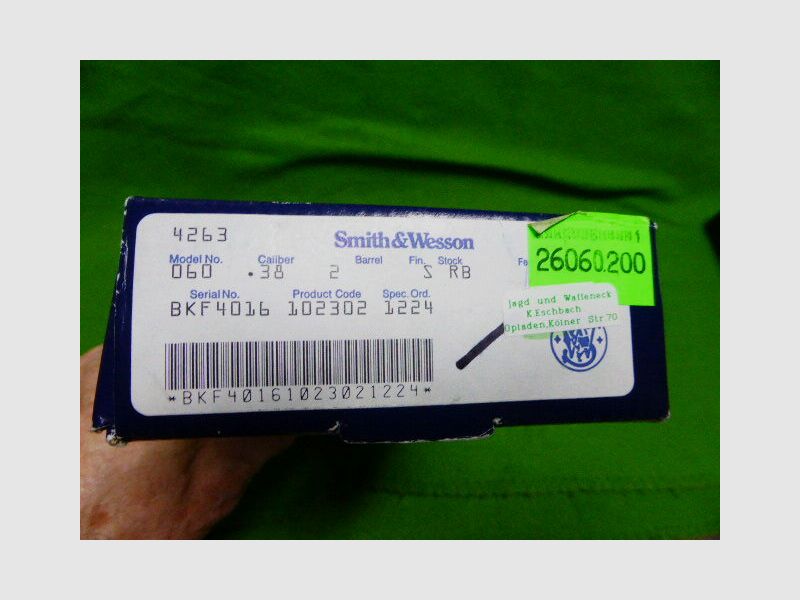 4263
Smith&Wesson
Model No. Caliber Barrel Fin. Stock
060 .38 2 S RB
26060.200
Serial No. Product Code Spec. Ord.
BKF4016 102302 1224
Jagd und Waffeneck
K.Eschbach
Opladen,Kölner Str.70
*BKF40161023021224*